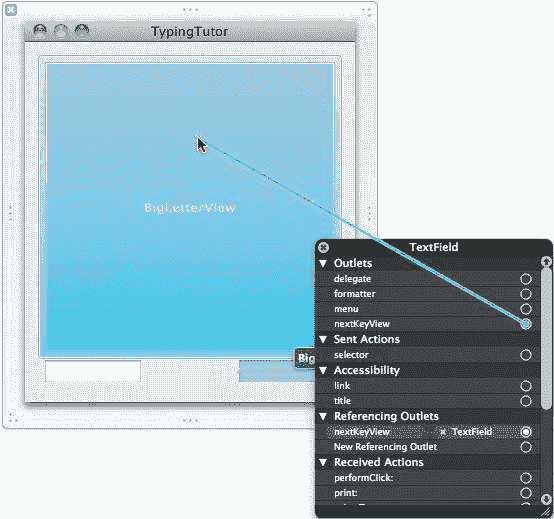 TypingTutor
BigLetterView
Big
TextField
Outlets
delegate
formatter
menu
nextKeyView
Sent Actions
selector
Accessibility
link
title
Referencing Outlets
nextKeyView TextField
New Referencing Outlet
Received Actions
performClick:
print: